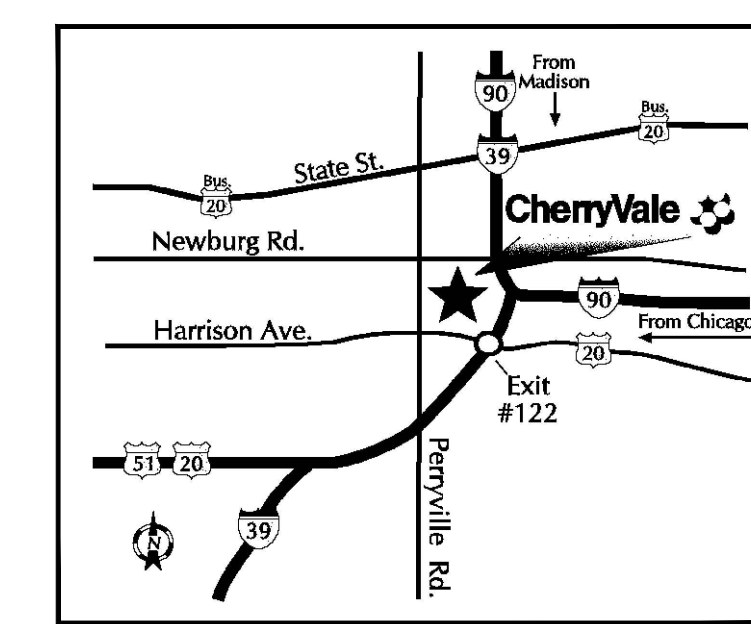 From
Madison
90
Bus.
20
39
State St.
Bus.
20
CherryVale
Newburg Rd.
90
From Chicago
Harrison Ave.
20
Exit
#122
51
20
Perryville Rd.
39
N